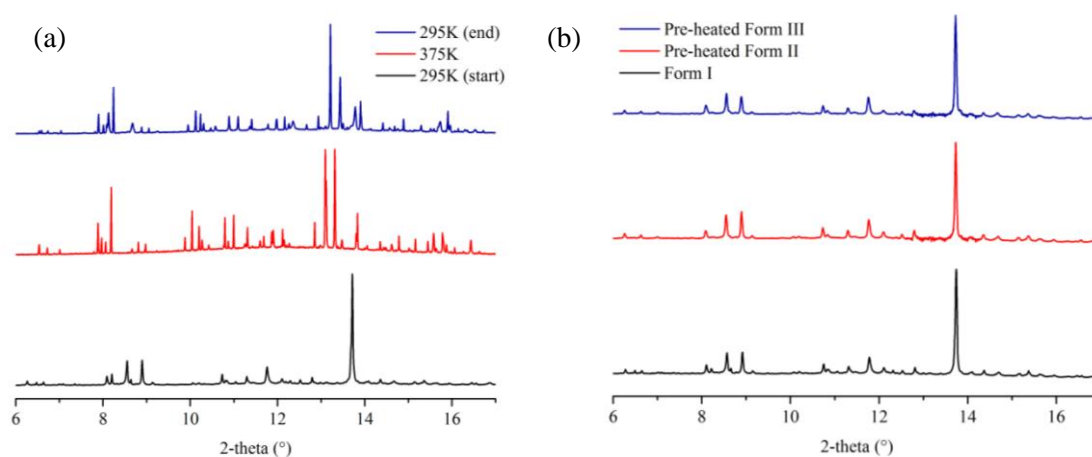 (a)
295K (end)
375K
295K (start)
6 8 10 12 14 16
2-theta (°)
(b)
Pre-heated Form III
Pre-heated Form II
Form I
6 8 10 12 14 16
2-theta (°)